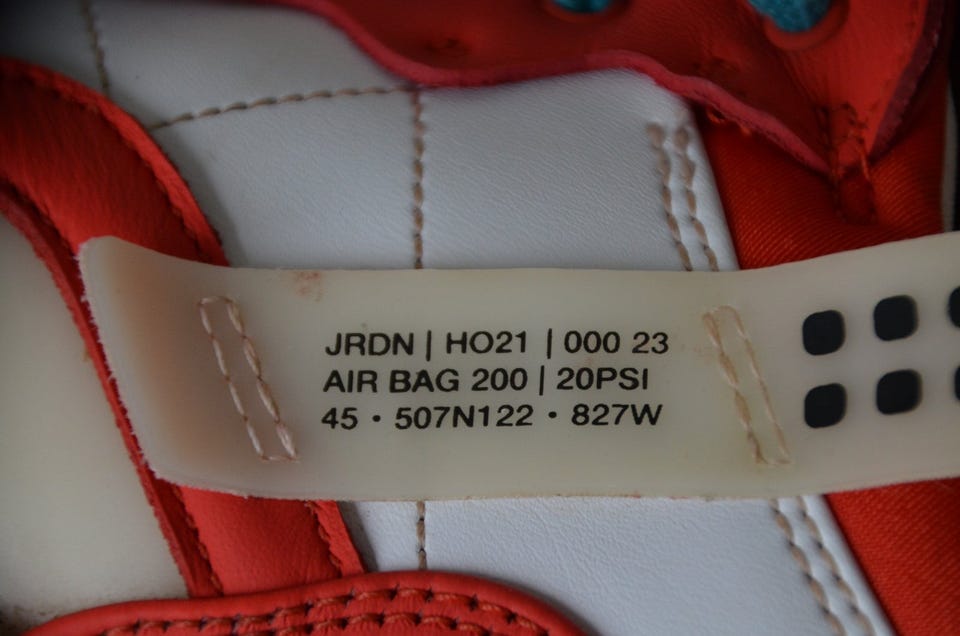 JRDN | HO21 | 000 23
AIR BAG 200 | 20PSI
45 · 507N122 · 827W